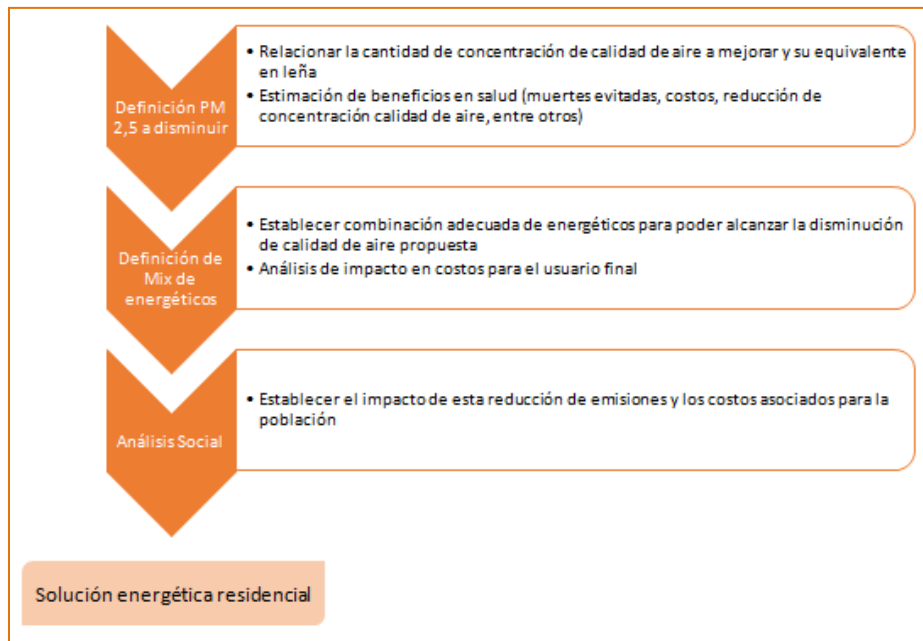 Definición PM
2,5 a disminuir
• Relacionar la cantidad de concentración de calidad de aire a mejorar y su equivalente
en leña
• Estimación de beneficios en salud (muertes evitadas, costos, reducción de
concentración calidad de aire, entre otros)
Definición de
Mix de
energéticos
• Establecer combinación adecuada de energéticos para poder alcanzar la disminución
de calidad de aire propuesta
• Análisis de impacto en costos para el usuario final
Análisis Social
• Establecer el impacto de esta reducción de emisiones y los costos asociados para la
población
Solución energética residencial